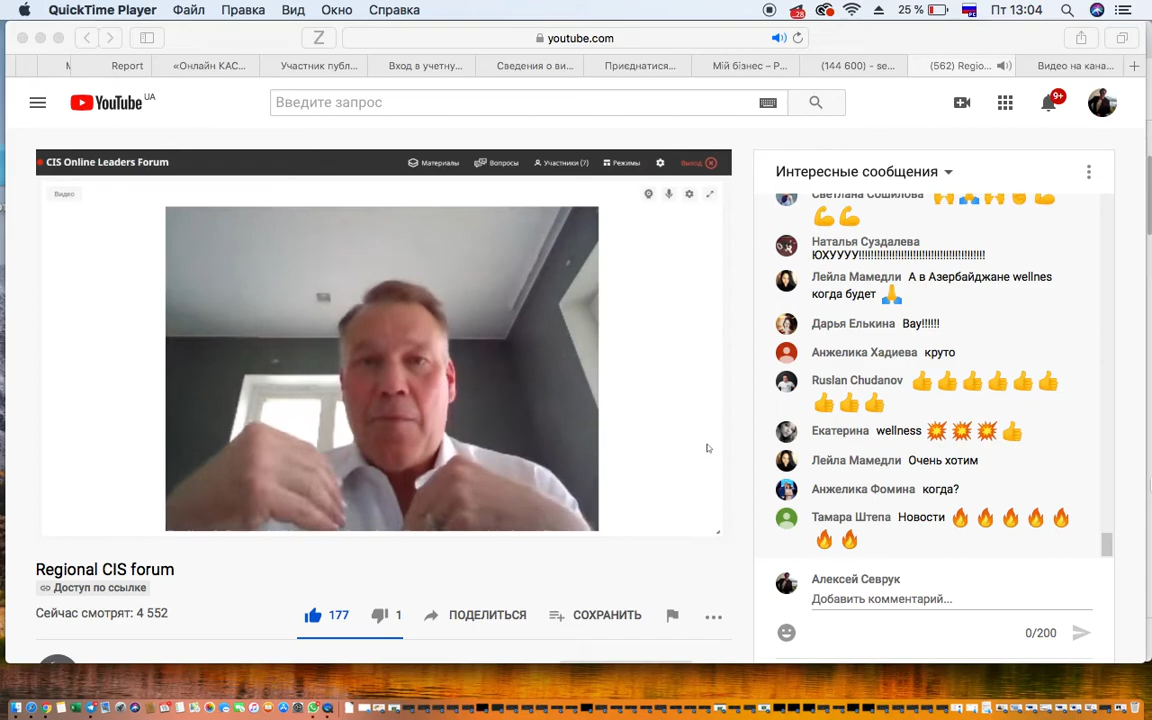 QuickTime Player Файл Правка Вид Окно Справка 25 % Пт 13:04
youtube.com
Report «Онлайн КАС... Участник публ... Вход в учетну... Сведения о ви... Приєднатися... Мій бізнес – Р... (144 600) - se... (562) Regio... Видео на кана...
YouTube UA
Введите запрос
9+
CIS Online Leaders Forum Материалы Вопросы Участники (7) Режимы Выход
Видео
Интересные сообщения
Светлана Сошилова
Наталья Суздалева
ЮХУУУУ!!!!!!!!!!!!!!!!!!!!!!!!!!!!!!!!!!!!!!!!!!
Лейла Мамедли А в Азербайджане wellnes
когда будет
Дарья Елькина Вау!!!!!!
Анжелика Хадиева круто
Ruslan Chudanov
Екатерина wellness
Лейла Мамедли Очень хотим
Анжелика Фомина когда?
Тамара Штепа Новости
Алексей Севрук
Добавить комментарий...
0/200
Regional CIS forum
Доступ по ссылке
Сейчас смотрят: 4 552
177 1 ПОДЕЛИТЬСЯ СОХРАНИТЬ